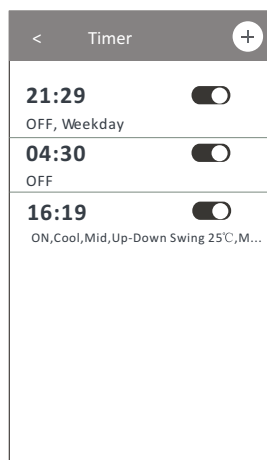 < Timer +
21:29
OFF, Weekday
04:30
OFF
16:19
ON,Cool,Mid,Up-Down Swing 25℃,M...